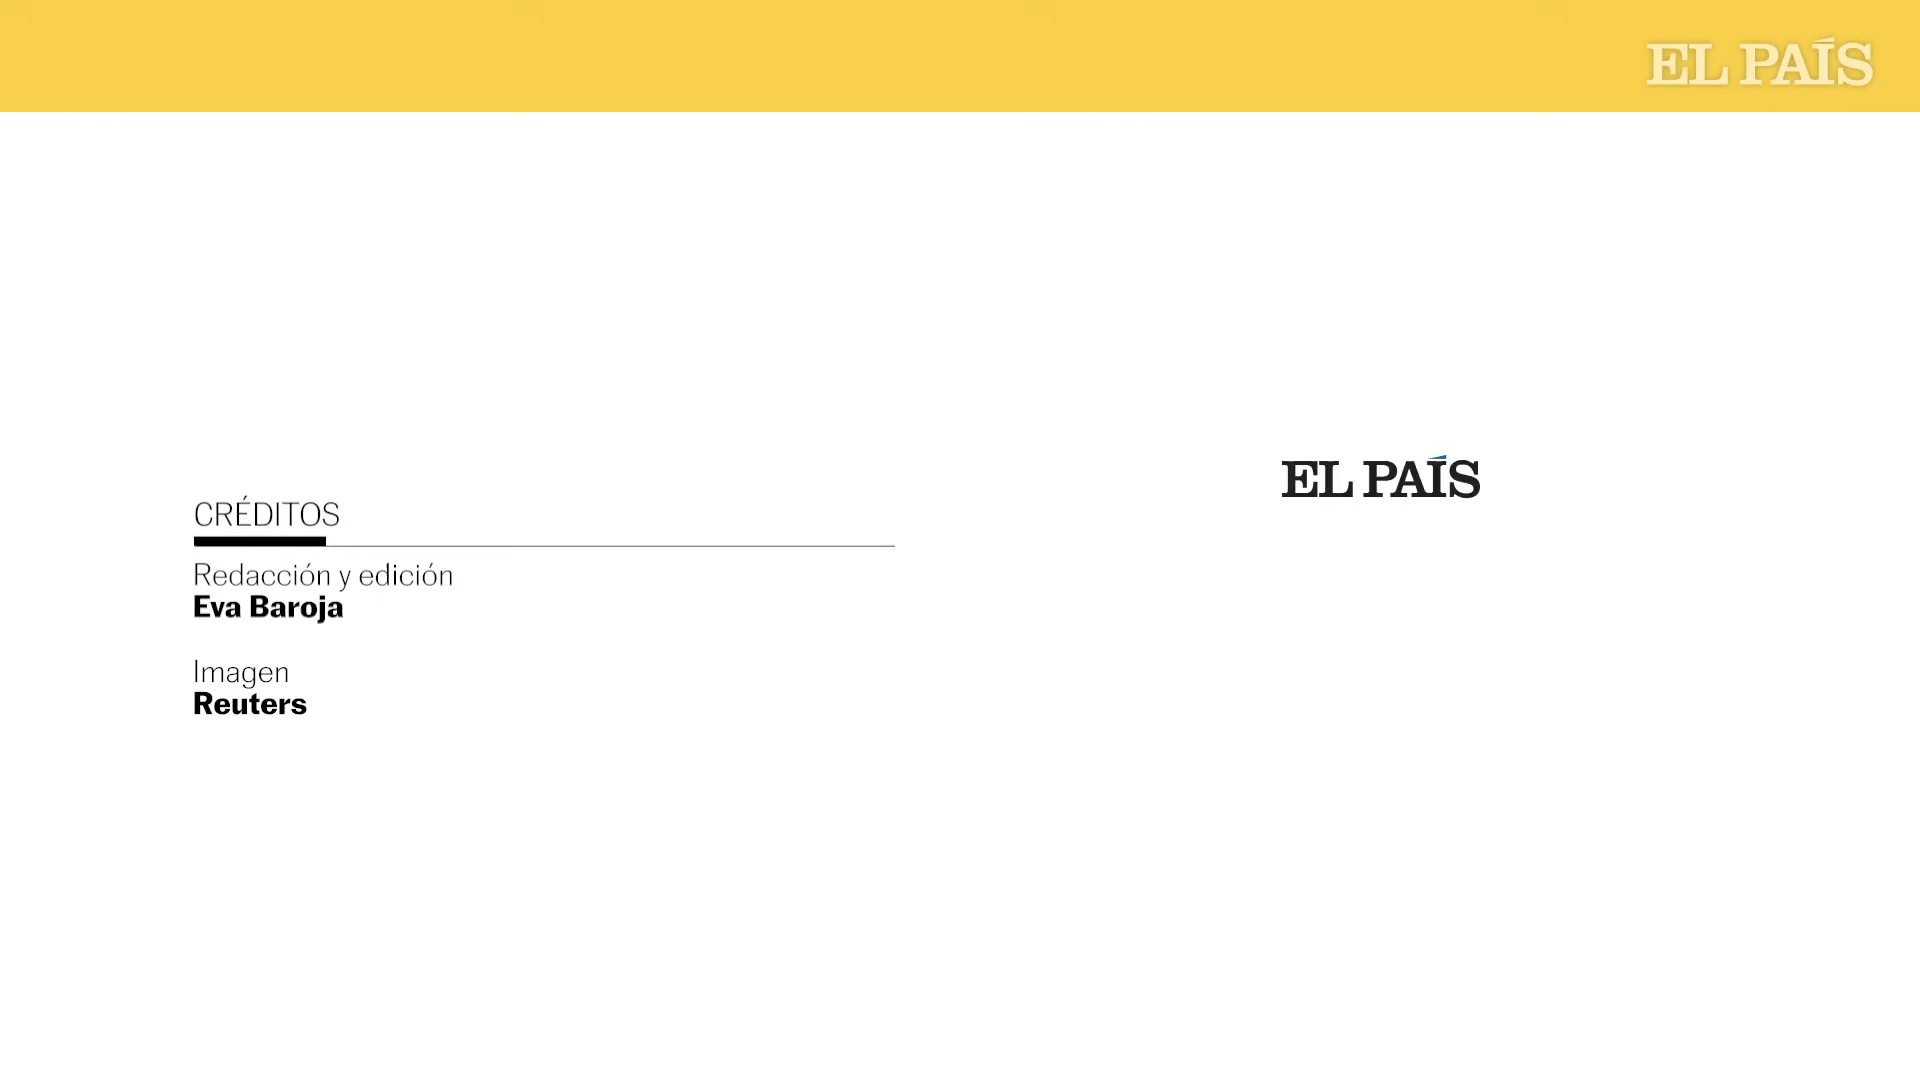 EL PAÍS
EL PAÍS
CRÉDITOS
Redacción y edición
Eva Baroja
Imagen
Reuters